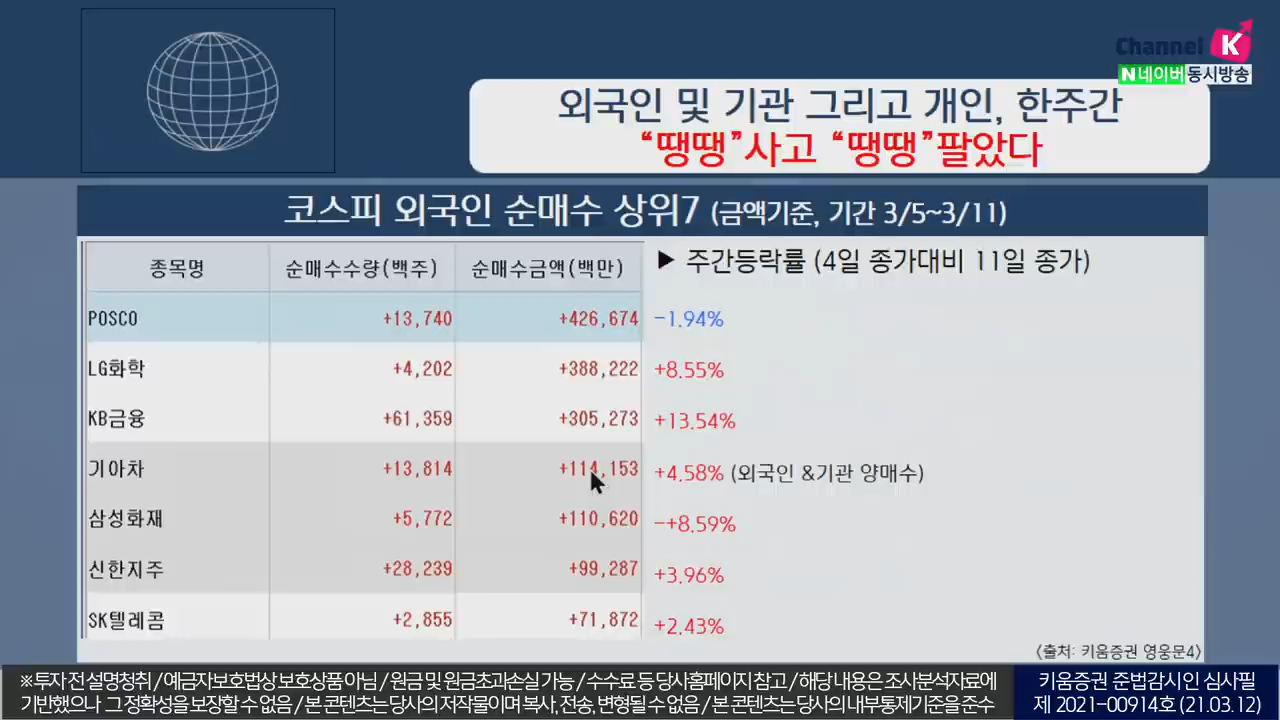 Channel K
N 네이버 동시방송
외국인 및 기관 그리고 개인, 한주간
“땡땡”사고 “땡땡”팔았다
코스피 외국인 순매수 상위7 (금액기준, 기간 3/5~3/11)
종목명 순매수수량(백주) 순매수금액(백만) ▶ 주간등락률 (4일 종가대비 11일 종가)
POSCO +13,740 +426,674 -1.94%
LG화학 +4,202 +388,222 +8.55%
KB금융 +61,359 +305,273 +13.54%
기아차 +13,814 +114,153 +4.58% (외국인 &기관 양매수)
삼성화재 +5,772 +110,620 -+8.59%
신한지주 +28,239 +99,287 +3.96%
SK텔레콤 +2,855 +71,872 +2.43%
<출처: 키움증권 영웅문4>
※ 투자 전 설명청취 / 예금자보호법상 보호상품 아님 / 원금 및 원금초과손실 가능 / 수수료 등 당사홈페이지 참고 / 해당 내용은 조사분석자료에
기반했으나 그 정확성을 보장할 수 없음 / 본 콘텐츠는 당사의 저작물이며 복사, 전송, 변형될 수 없음 / 본 콘텐츠는 당사의 내부통제기준을 준수
키움증권 준법감시인 심사필
제 2021-00914호 (21.03.12)